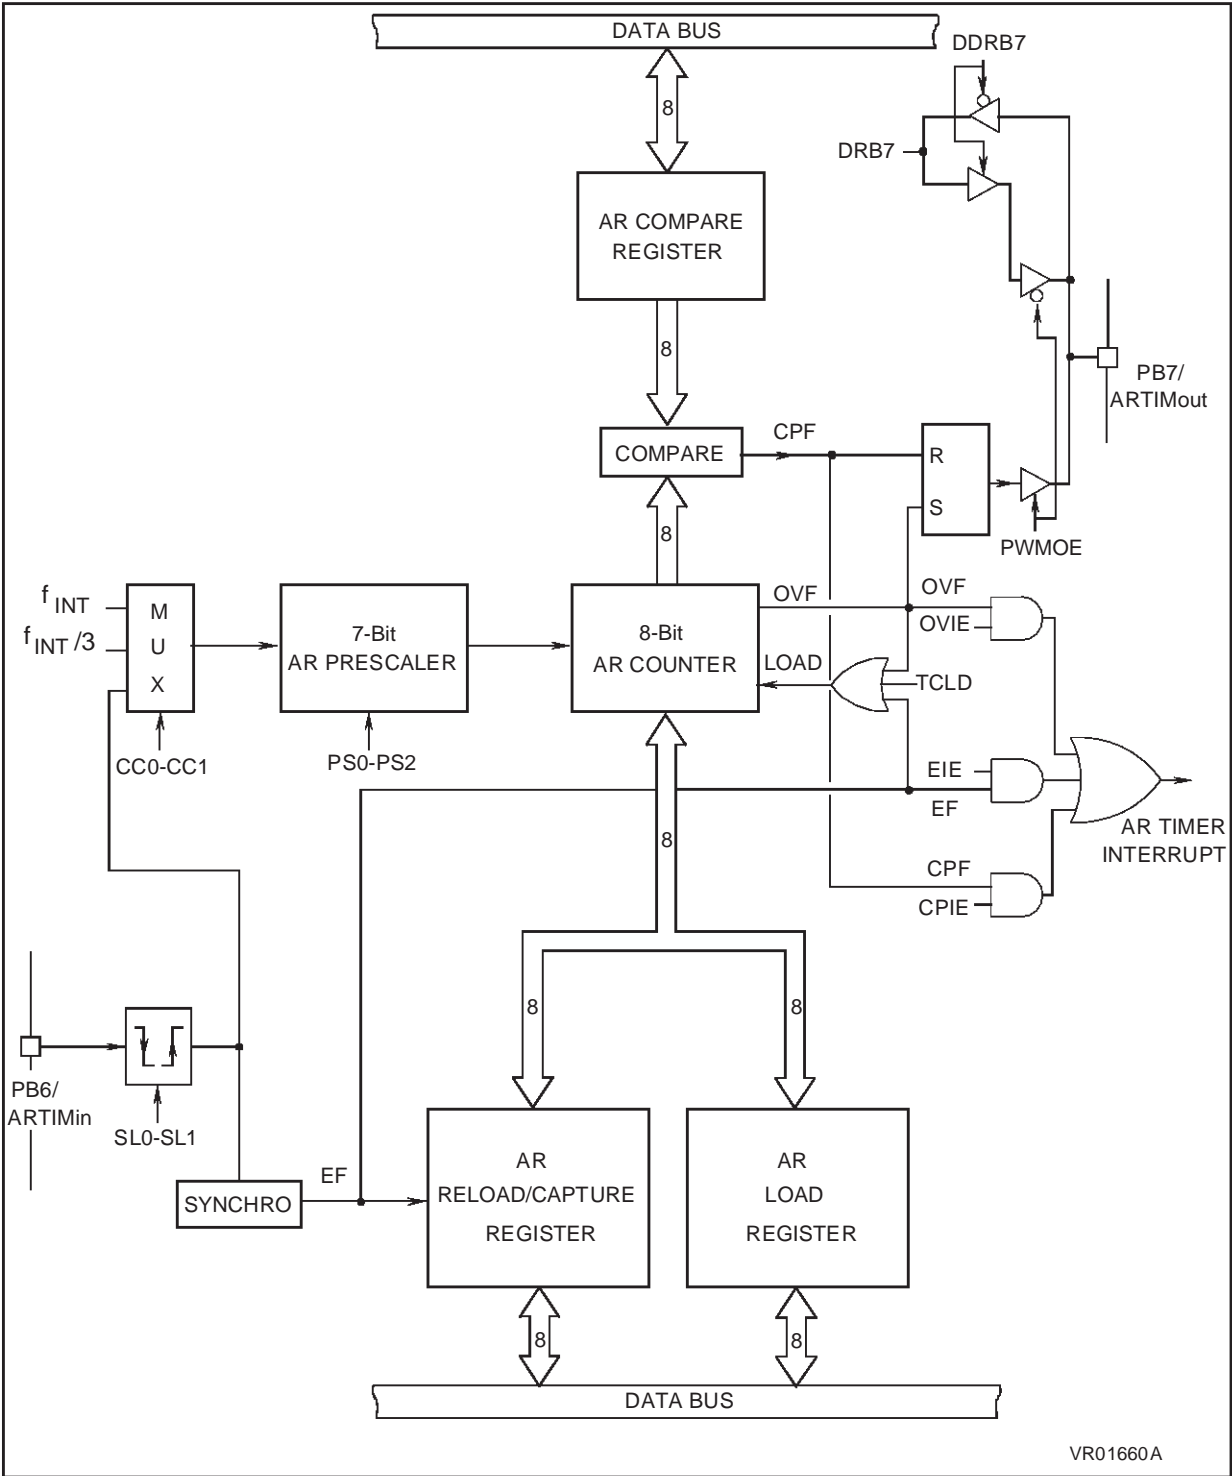 DATA BUS
DDRB7
8
DRB7
AR COMPARE
REGISTER
8
PB7/
ARTIMout
CPF
COMPARE
R
S
8
PWMOE
f INT
f INT /3
M
U
X
7-Bit
AR PRESCALER
8-Bit
AR COUNTER
OVF
OVF
OVIE
LOAD
TCLD
CC0-CC1
PS0-PS2
EIE
EF
AR TIMER
INTERRUPT
8
CPF
CPIE
8
8
PB6/
ARTIMin
SL0-SL1
EF
SYNCHRO
AR
RELOAD/CAPTURE
REGISTER
AR
LOAD
REGISTER
8
8
DATA BUS
VR01660A